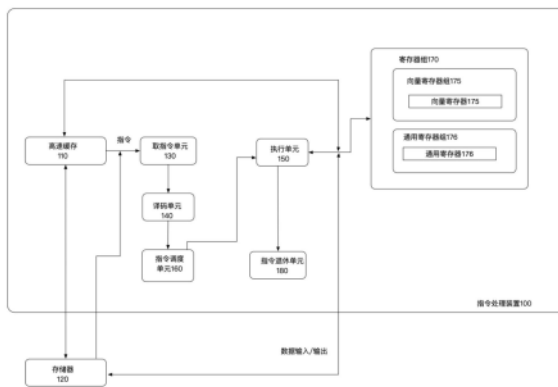 寄存器组170
向量寄存器组175
向量寄存器175
通用寄存器组176
通用寄存器176
高速缓存
110
指令
取指令单元
130
执行单元
150
译码单元
140
指令调度
单元160
指令退休单元
180
指令处理装置100
数据输入/输出
存储器
120